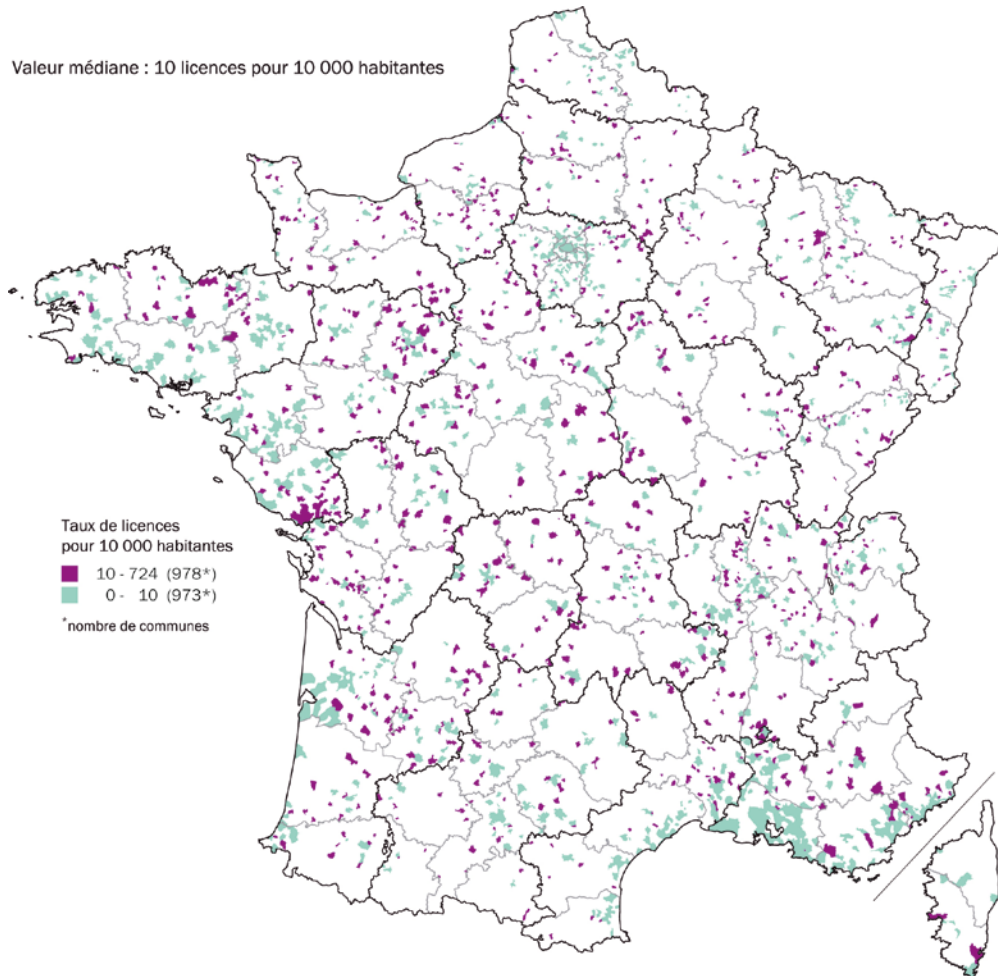 Valeur médiane : 10 licences pour 10 000 habitantes
Taux de licences
pour 10 000 habitantes
10 - 724 (978*)
0 - 10 (973*)
*nombre de communes